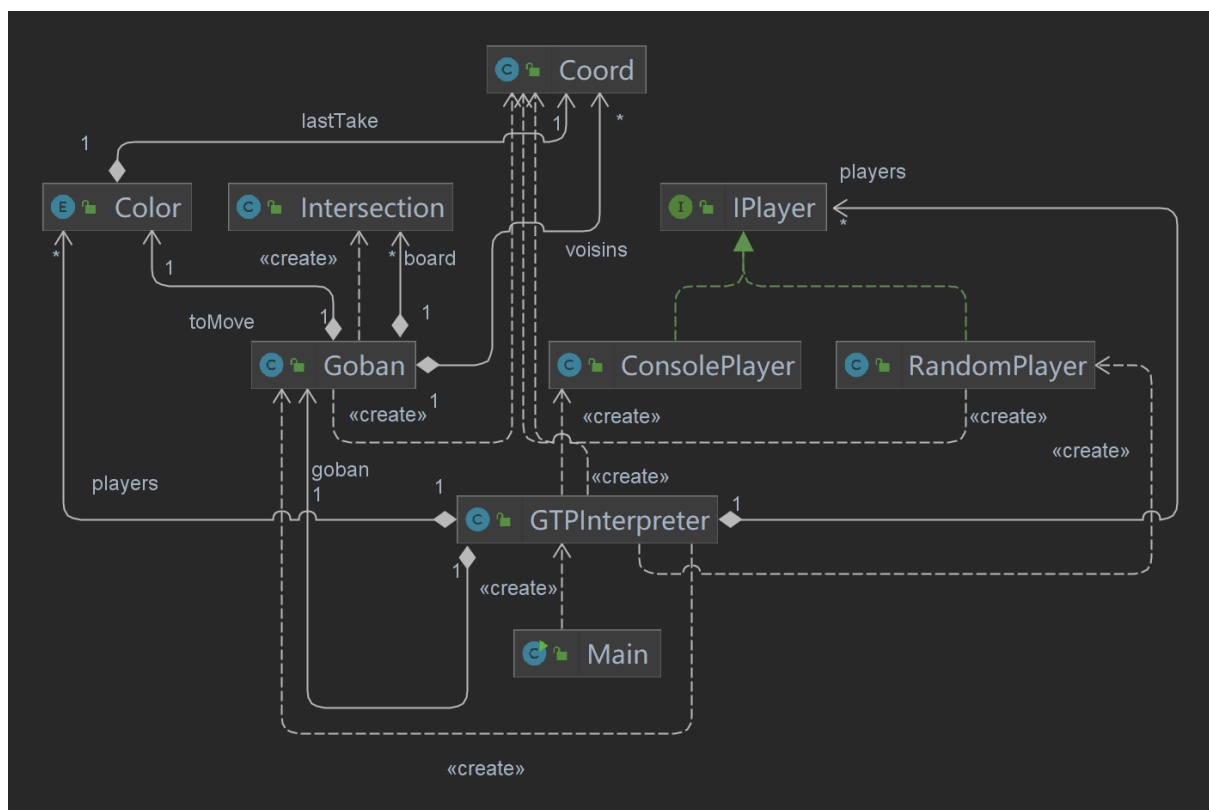 C Coord
lastTake
1
1
*
players
E Color
C Intersection
I IPlayer
*
*
«create»
* board
voisins
1
toMove
1
1
C Goban
C ConsolePlayer
C RandomPlayer
1
«create»
«create»
«create»
«create»
goban
«create»
players
1
1
1
C GTPInterpreter
1
«create»
C Main
«create»